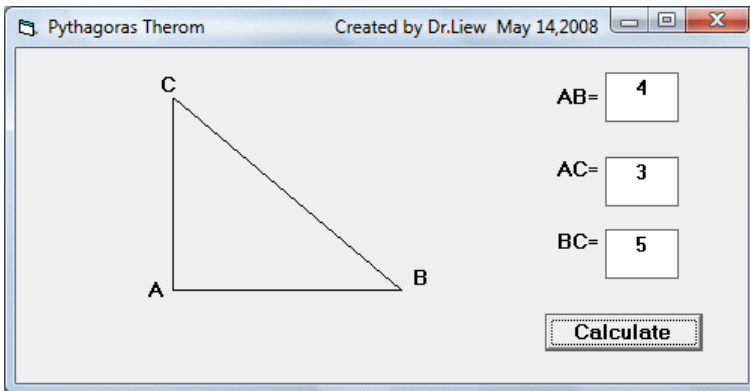 Pythagoras Therom Created by Dr.Liew May 14,2008
C
AB= 4
AC= 3
BC= 5
A
B
Calculate